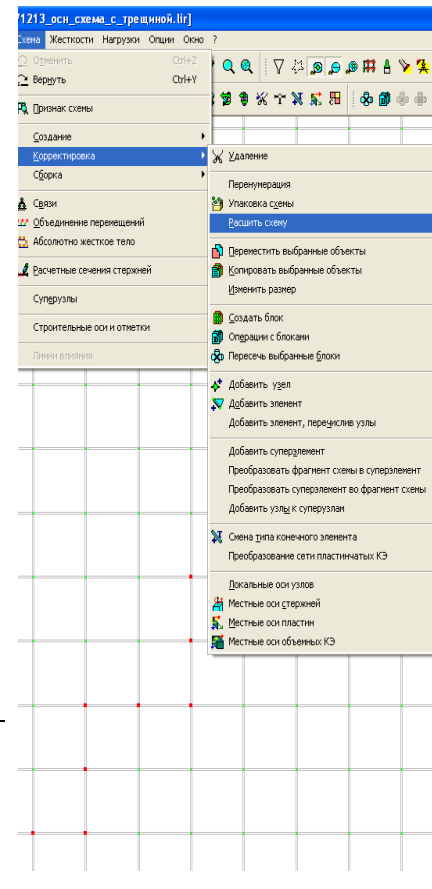 71213_осн_схема_с_трещиной.lir]
Схема Жесткости Нагрузки Опции Окно ?
Отменить Ctrl+Z
Вернуть Ctrl+Y
Признак схемы
Создание
Корректировка
Сборка
Связи
Объединение перемещений
Абсолютно жесткое тело
Расчетные сечения стержней
Суперузлы
Строительные оси и отметки
Линии влияния
Удаление
Перенумерация
Упаковка схемы
Расшить схему
Переместить выбранные объекты
Копировать выбранные объекты
Изменить размер
Создать блок
Операции с блоками
Пересечь выбранные блоки
Добавить узел
Добавить элемент
Добавить элемент, перечислив узлы
Добавить суперэлемент
Преобразовать фрагмент схемы в суперэлемент
Преобразовать суперэлемент во фрагмент схемы
Добавить узлы к суперузлам
Смена типа конечного элемента
Преобразование сети пластинчатых КЭ
Локальные оси узлов
Местные оси стержней
Местные оси пластин
Местные оси объемных КЭ